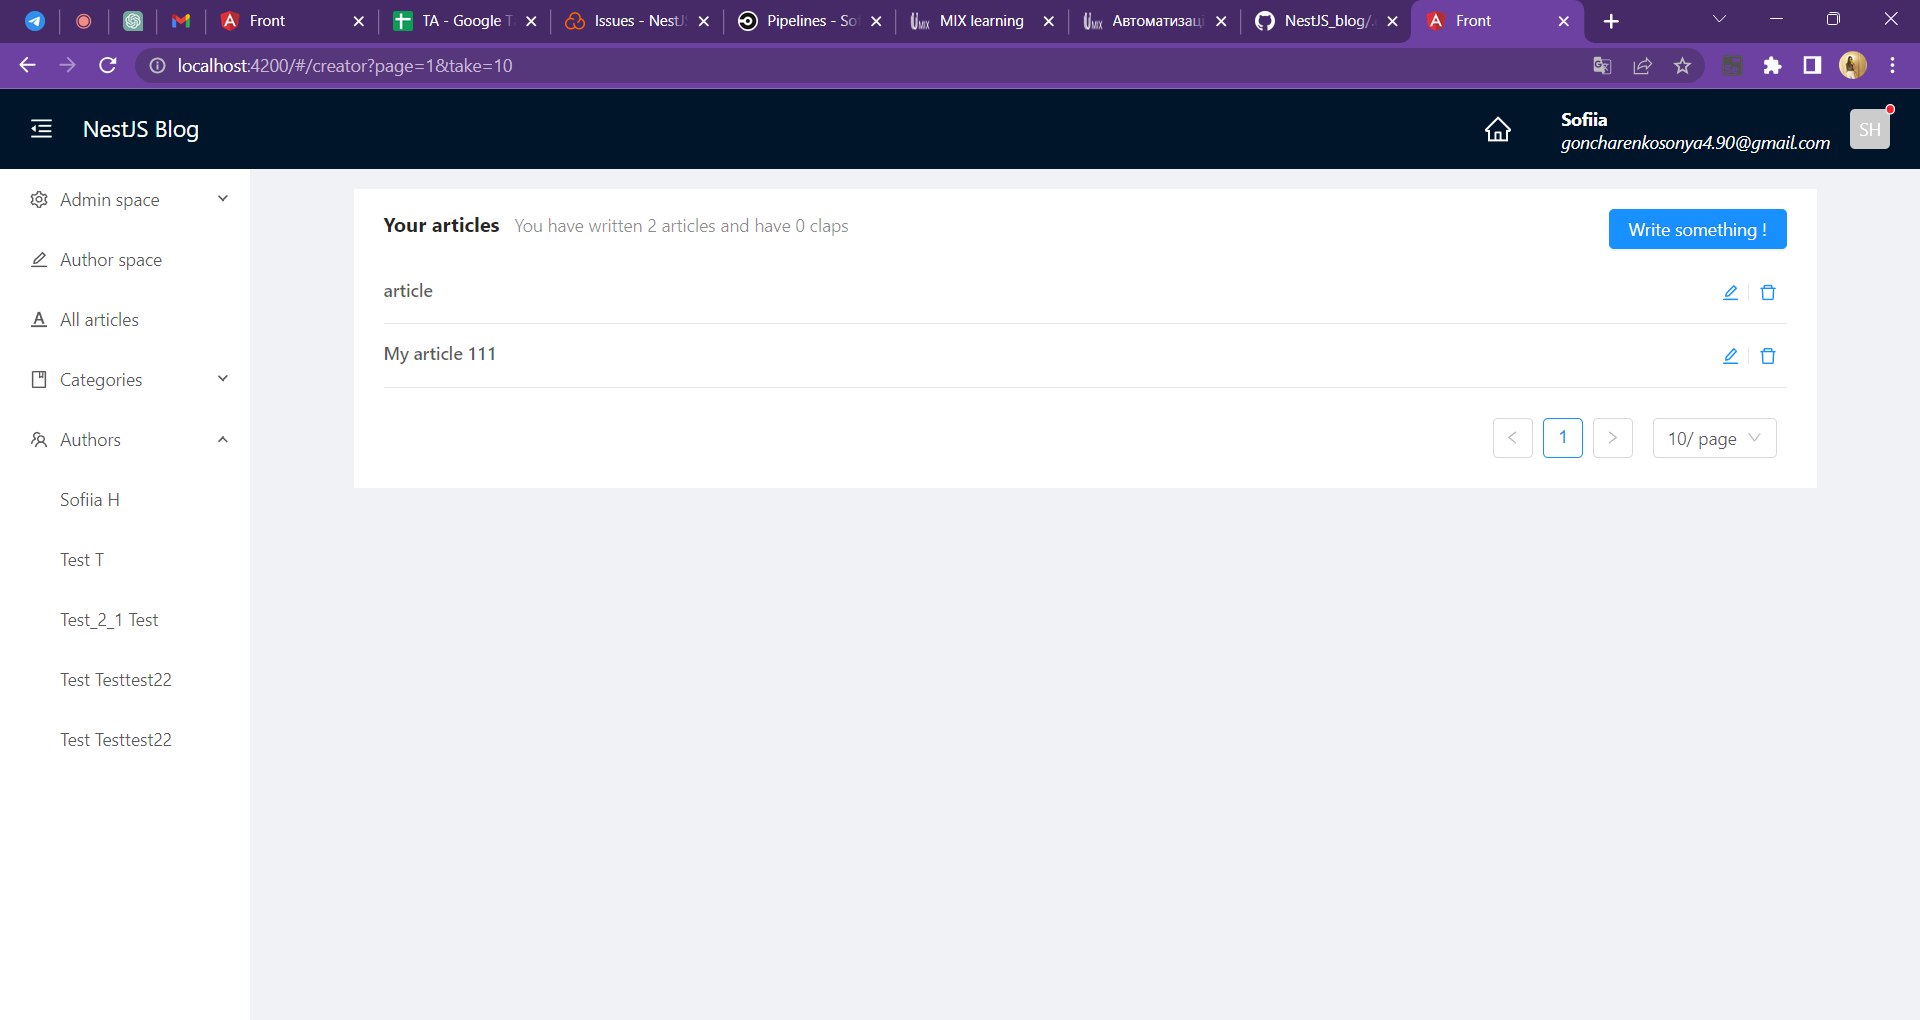 Front
TA - Google T
Issues - NestJ
Pipelines - So
MIX learning
Автоматизаці
NestJS_blog/.
Front
localhost:4200/#/creator?page=1&take=10
NestJS Blog
Sofiia
goncharenkosonya4.90@gmail.com
SH
Admin space
Author space
All articles
Categories
Authors
Sofiia H
Test T
Test_2_1 Test
Test Testtest22
Test Testtest22
Your articles You have written 2 articles and have 0 claps
Write something !
article
My article 111
1
10/ page